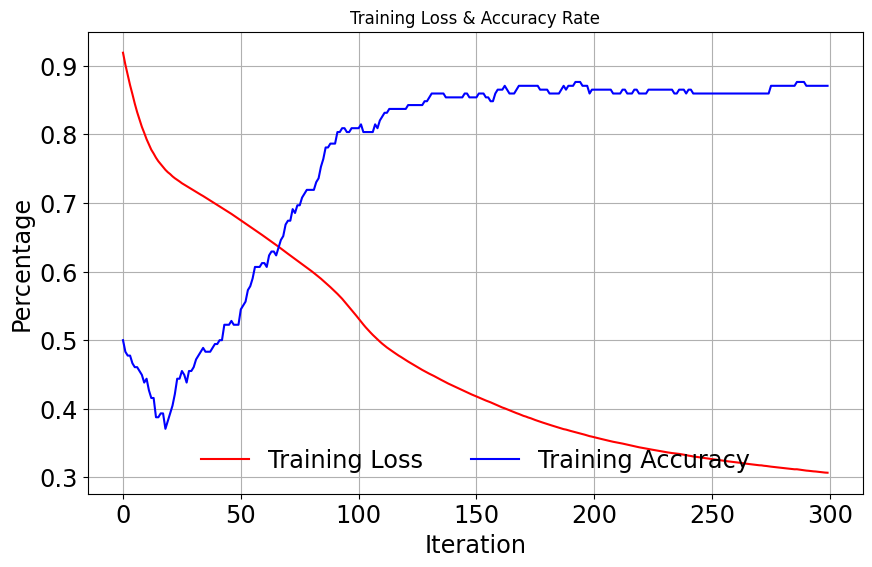 Training Loss & Accuracy Rate
Percentage
0.9
0.8
0.7
0.6
0.5
0.4
0.3
Training Loss
Training Accuracy
0 50 100 150 200 250 300
Iteration